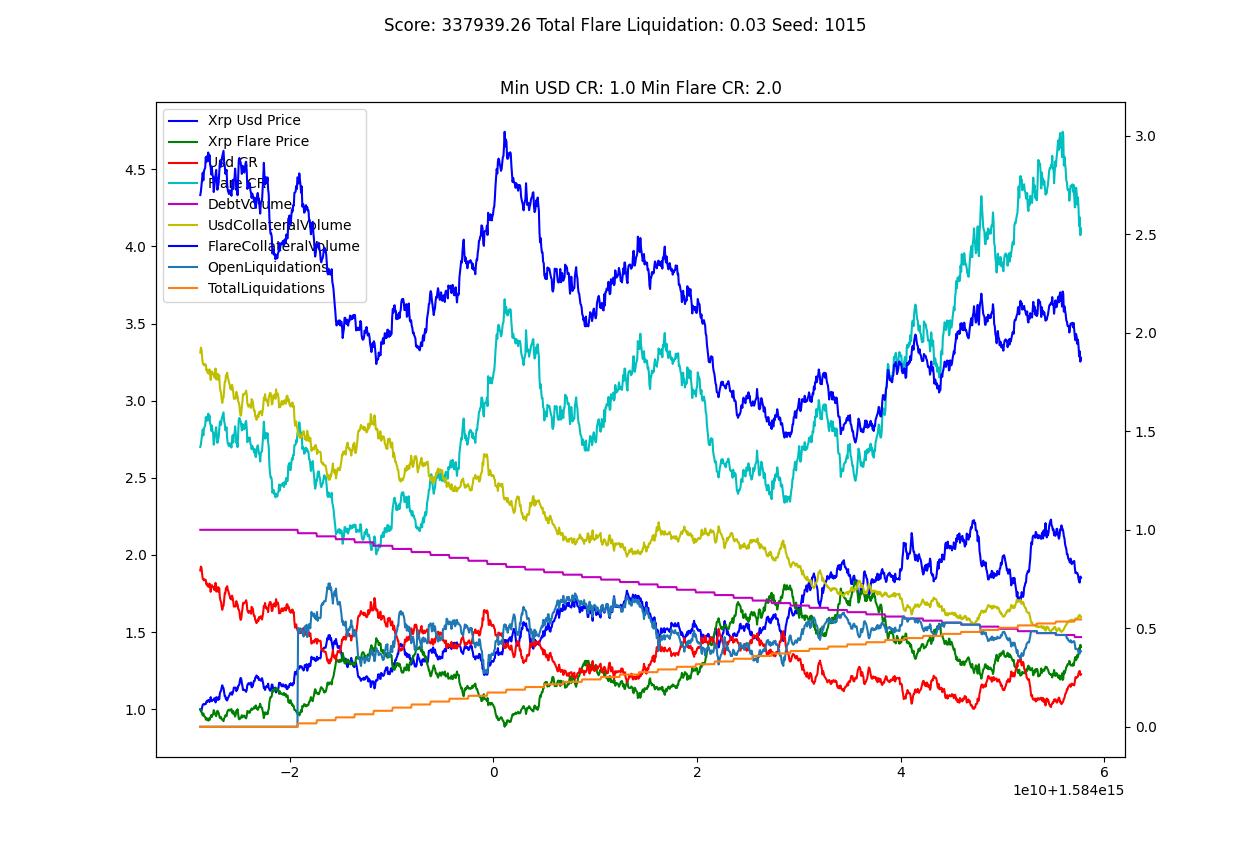 Score: 337939.26 Total Flare Liquidation: 0.03 Seed: 1015
Min USD CR: 1.0 Min Flare CR: 2.0
Xrp Usd Price
Xrp Flare Price
Usd CR
Flare CR
DebtVolume
UsdCollateralVolume
FlareCollateralVolume
OpenLiquidations
TotalLiquidations
4.5
4.0
3.5
3.0
2.5
2.0
1.5
1.0
3.0
2.5
2.0
1.5
1.0
0.5
0.0
−2
0
2
4
6
1e10+1.584e15